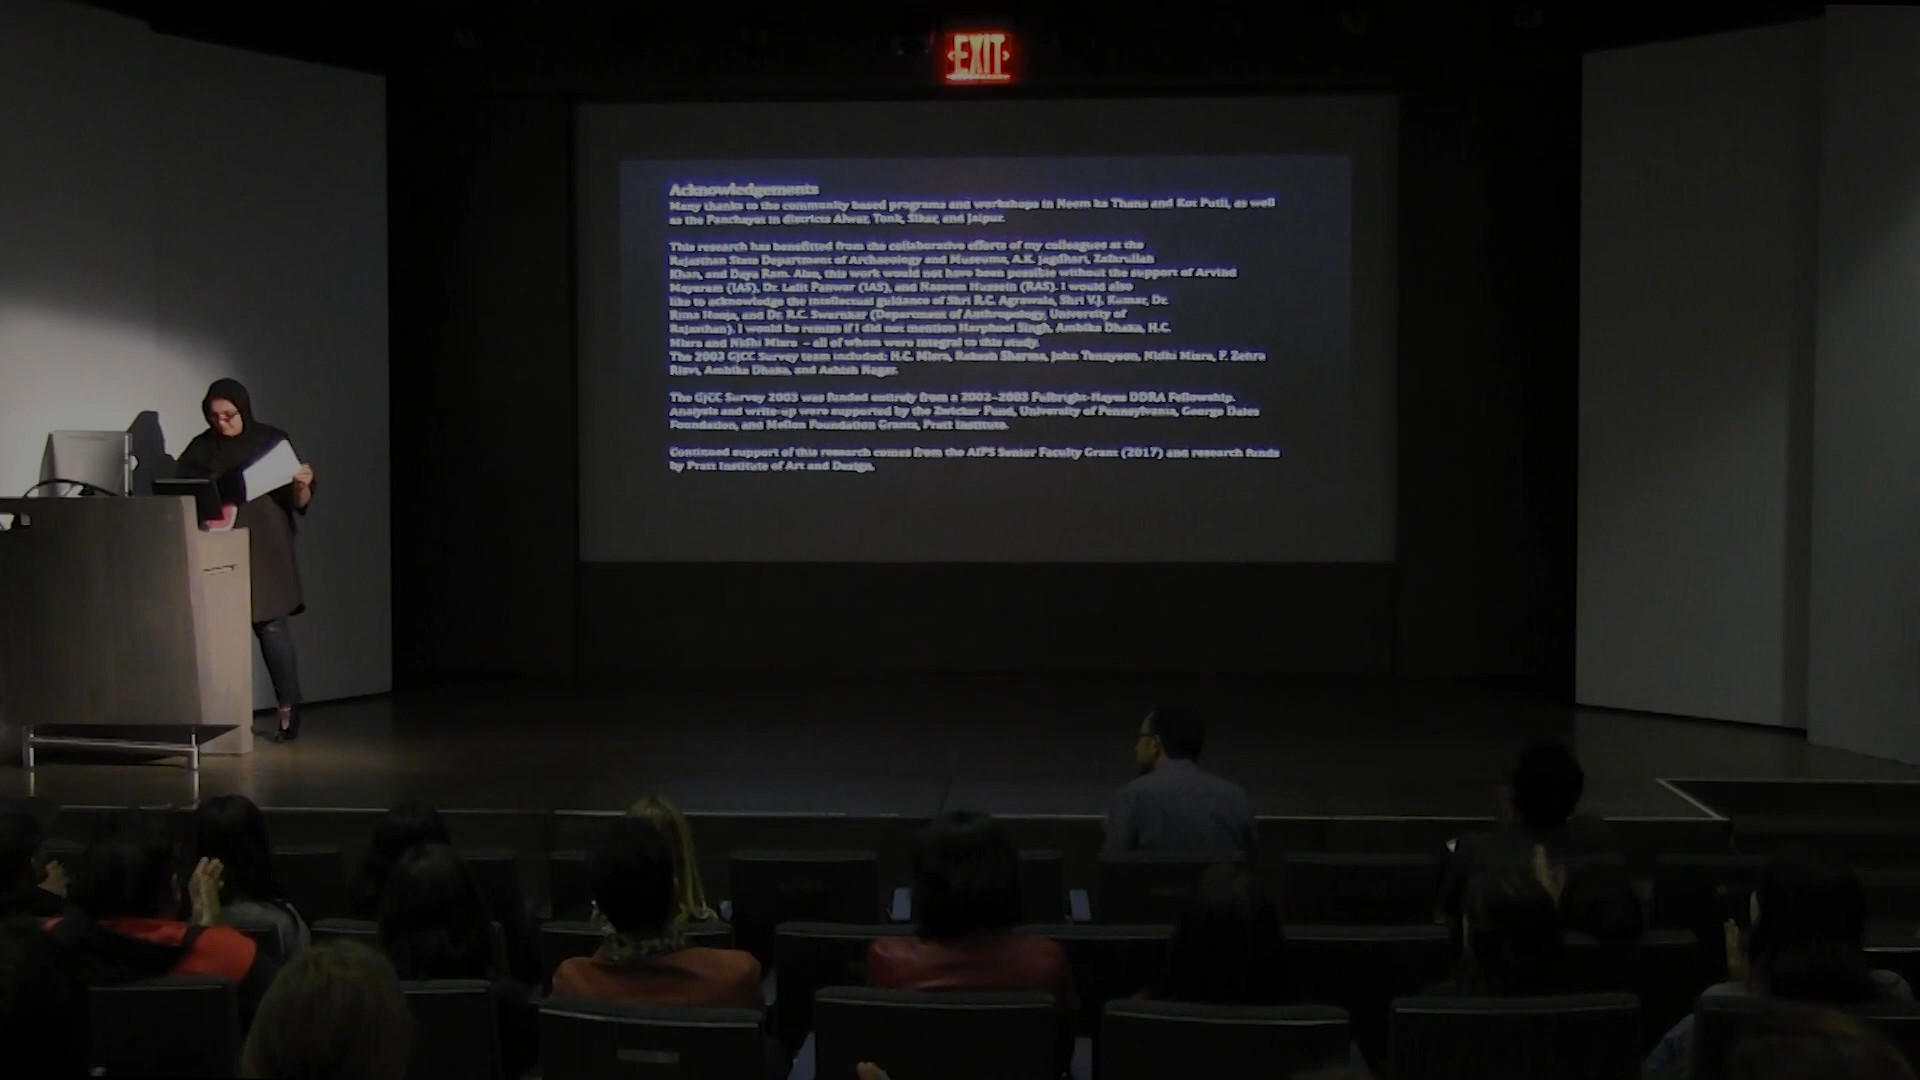 EXIT
Acknowledgements
Many thanks to the community based programs and workshops in Neem ka Thana and Kot Putli, as well
as the Panchayat in districts Alwar, Tonk, Sikar, and Jaipur.
This research has benefitted from the collaborative efforts of my colleagues at the
Rajasthan State Department of Archaeology and Museums, A.K. Jagdhari, Zafarullah
Khan, and Daya Ram. Also, this work would not have been possible without the support of Arvind
Mayaram (IAS), Dr. Lalit Panwar (IAS), and Naseem Hussein (RAS). I would also
like to acknowledge the intellectual guidance of Shri R.C. Agrawala, Shri V.J. Kumar, Dr.
Rima Hooja, and Dr. R.C. Swarnkar (Department of Anthropology, University of
Rajasthan). I would be remiss if I did not mention Harphool Singh, Ambika Dhaka, H.C.
Misra and Nidhi Misra – all of whom were integral to this study.
The 2003 GJCC Survey team included: H.C. Misra, Rakesh Sharma, John Tennyson, Nidhi Misra, F. Zehra
Rizvi, Ambika Dhaka, and Ashish Nagar.
The GJCC Survey 2003 was funded entirely from a 2002–2003 Fulbright-Hayes DDRA Fellowship.
Analysis and write-up were supported by the Zwicker Fund, University of Pennsylvania, George Dales
Foundation, and Mellon Foundation Grants, Pratt Institute.
Continued support of this research comes from the AIPS Senior Faculty Grant (2017) and research funds
by Pratt Institute of Art and Design.